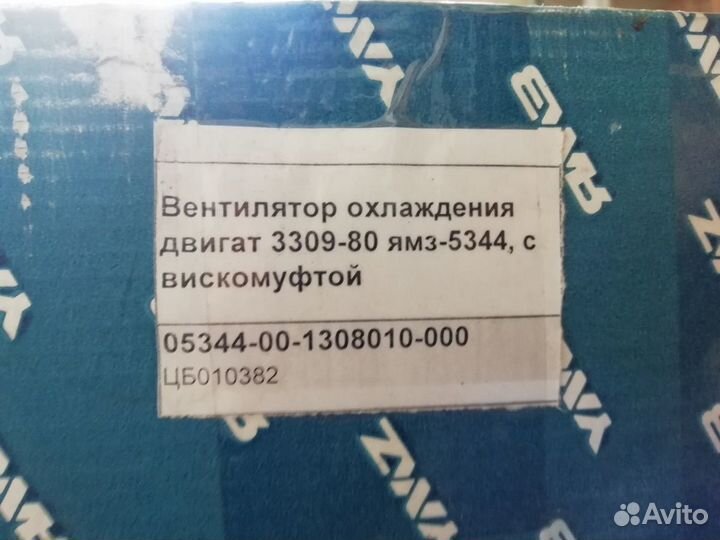 Вентилятор охлаждения
двигат 3309-80 ямз-5344, с
вискомуфтой
05344-00-1308010-000
ЦБ010382
Avito